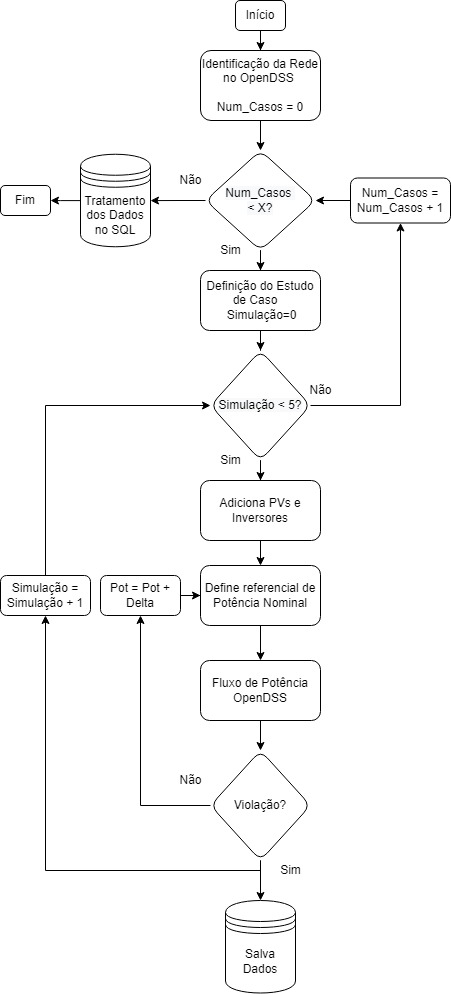 Início
Identificação da Rede
no OpenDSS
Num_Casos = 0
Não
Num_Casos
< X?
Num_Casos =
Num_Casos + 1
Fim
Tratamento
dos Dados
no SQL
Sim
Definição do Estudo
de Caso
Simulação=0
Simulação < 5?
Não
Sim
Adiciona PVs e
Inversores
Simulação =
Simulação + 1
Pot = Pot +
Delta
Define referencial de
Potência Nominal
Fluxo de Potência
OpenDSS
Não
Violação?
Sim
Salva
Dados